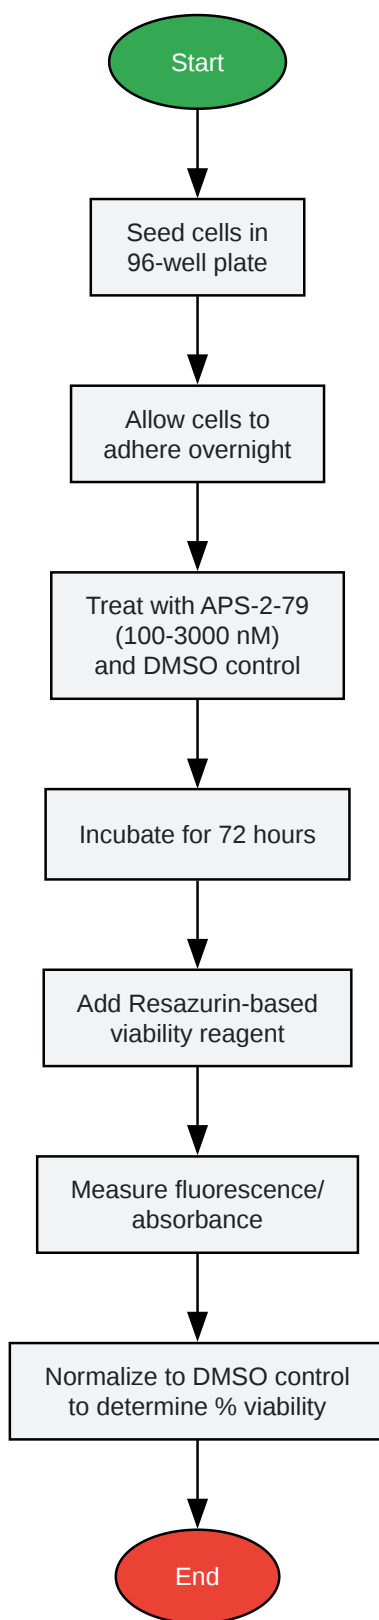 Start
Seed cells in
96-well plate
Allow cells to
adhere overnight
Treat with APS-2-79
(100-3000 nM)
and DMSO control
Incubate for 72 hours
Add Resazurin-based
viability reagent
Measure fluorescence/
absorbance
Normalize to DMSO control
to determine % viability
End